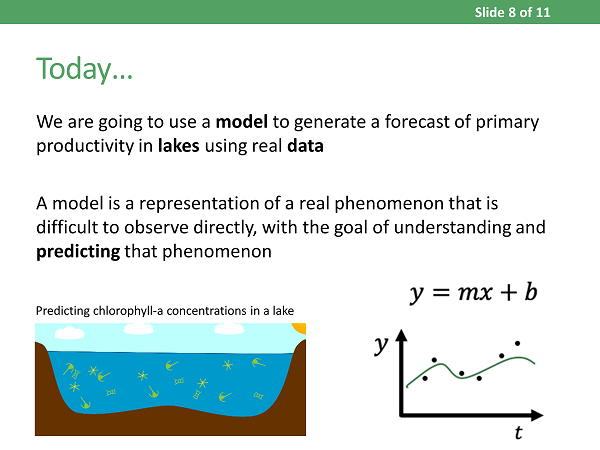 Slide 8 of 11
Today…
We are going to use a model to generate a forecast of primary
productivity in lakes using real data
A model is a representation of a real phenomenon that is
difficult to observe directly, with the goal of understanding and
predicting that phenomenon
y = mx + b
Predicting chlorophyll-a concentrations in a lake
y
t